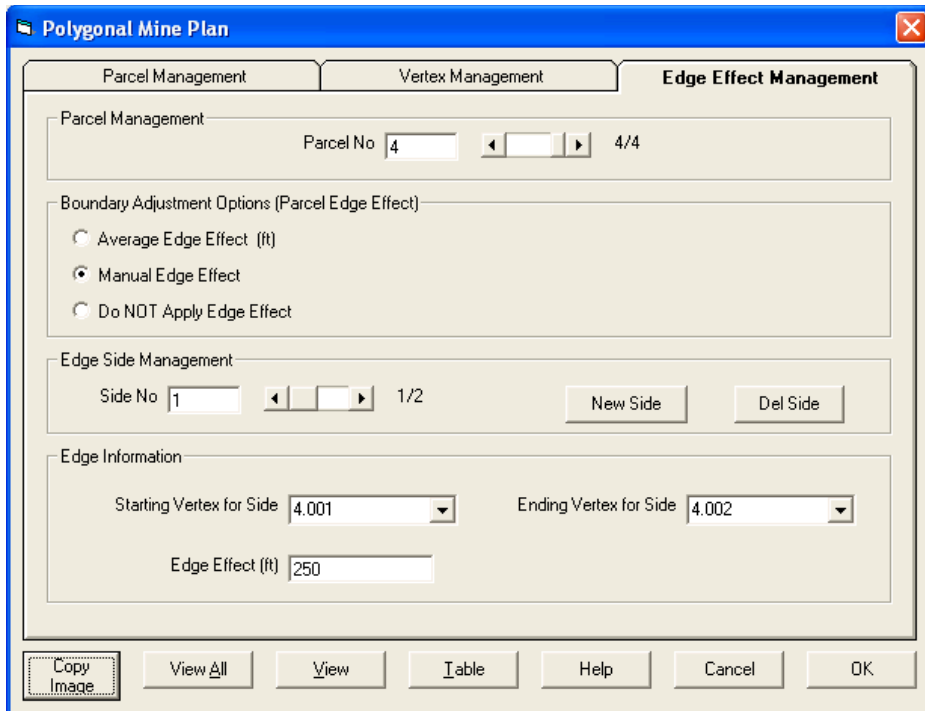 Polygonal Mine Plan
Parcel Management Vertex Management Edge Effect Management
Parcel Management
Parcel No 4 4/4
Boundary Adjustment Options (Parcel Edge Effect)
Average Edge Effect (ft)
Manual Edge Effect
Do NOT Apply Edge Effect
Edge Side Management
Side No 1 1/2 New Side Del Side
Edge Information
Starting Vertex for Side 4.001 Ending Vertex for Side 4.002
Edge Effect (ft) 250
Copy
Image
View All View Table Help Cancel OK